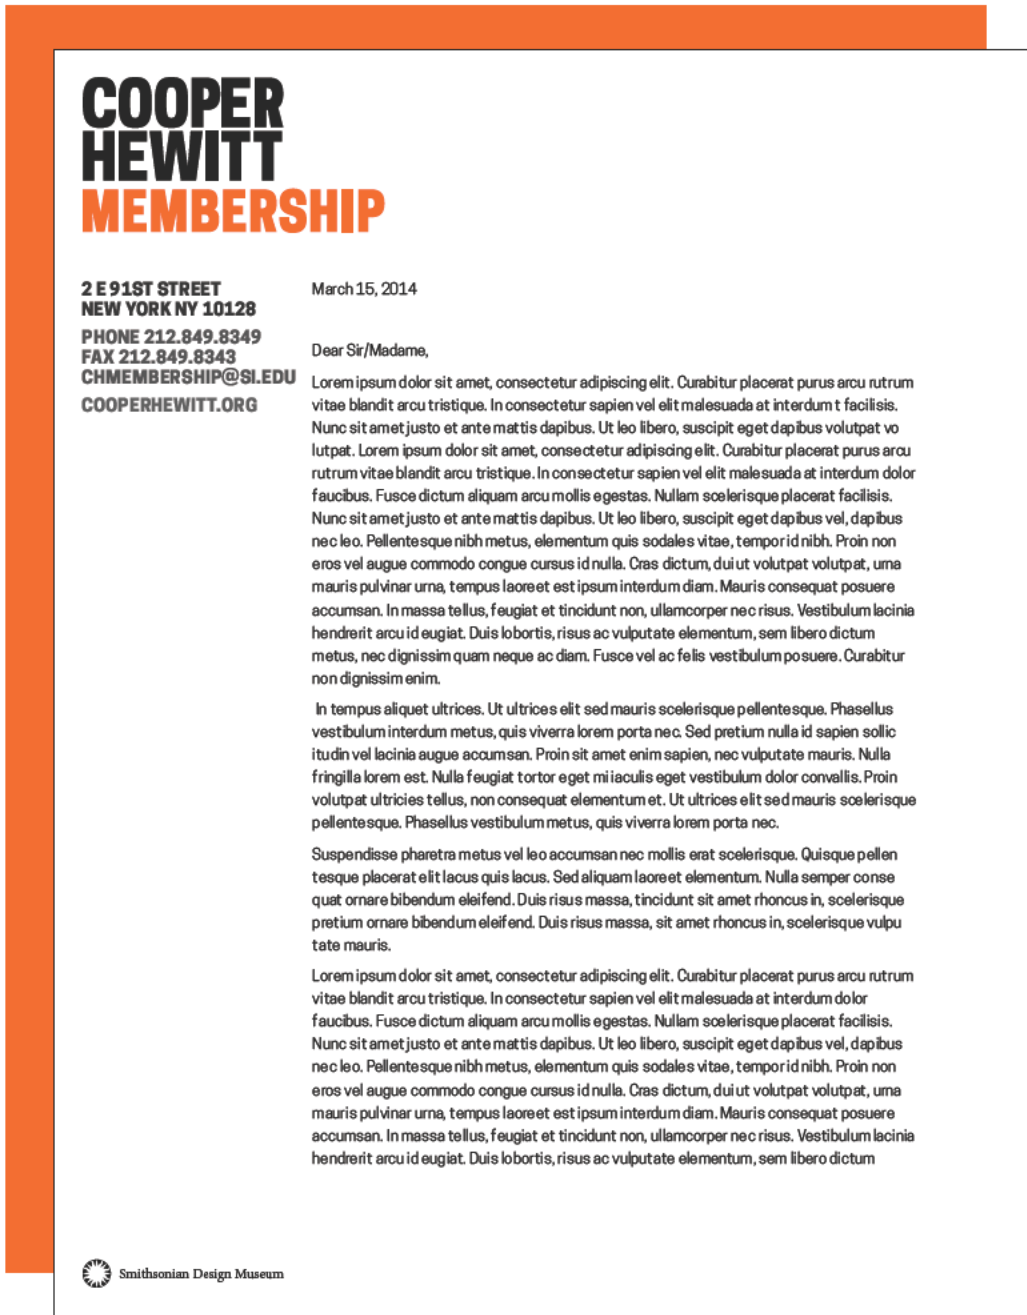 COOPER
HEWITT
MEMBERSHIP
2 E 91ST STREET
NEW YORK NY 10128
PHONE 212.849.8349
FAX 212.849.8343
CHMEMBERSHIP@SI.EDU
COOPERHEWITT.ORG
March 15, 2014
Dear Sir/Madame,
Lorem ipsum dolor sit amet, consectetur adipiscing elit. Curabitur placerat purus arcu rutrum
vitae blandit arcu tristique. In consectetur sapien vel elit malesuada at interdum t facilisis.
Nunc sit amet justo et ante mattis dapibus. Ut leo libero, suscipit eget dapibus volutpat vo
lutpat. Lorem ipsum dolor sit amet, consectetur adipiscing elit. Curabitur placerat purus arcu
rutrum vitae blandit arcu tristique. In consectetur sapien vel elit malesuada at interdum dolor
faucibus. Fusce dictum aliquam arcu mollis egestas. Nullam scelerisque placerat facilisis.
Nunc sit amet justo et ante mattis dapibus. Ut leo libero, suscipit eget dapibus vel, dapibus
nec leo. Pellentesque nibh metus, elementum quis sodales vitae, tempor id nibh. Proin non
eros vel augue commodo congue cursus id nulla. Cras dictum, dui ut volutpat volutpat, urna
mauris pulvinar urna, tempus laoreet est ipsum interdum diam. Mauris consequat posuere
accumsan. In massa tellus, feugiat et tincidunt non, ullamcorper nec risus. Vestibulum lacinia
hendrerit arcu id eugiat. Duis lobortis, risus ac vulputate elementum, sem libero dictum
metus, nec dignissim quam neque ac diam. Fusce vel ac felis vestibulum posuere. Curabitur
non dignissim enim.
In tempus aliquet ultrices. Ut ultrices elit sed mauris scelerisque pellentesque. Phasellus
vestibulum interdum metus, quis viverra lorem porta nec. Sed pretium nulla id sapien sollic
itudin vel lacinia augue accumsan. Proin sit amet enim sapien, nec vulputate mauris. Nulla
fringilla lorem est. Nulla feugiat tortor eget mi iaculis eget vestibulum dolor convallis. Proin
volutpat ultricies tellus, non consequat elementum et. Ut ultrices elit sed mauris scelerisque
pellentesque. Phasellus vestibulum metus, quis viverra lorem porta nec.
Suspendisse pharetra metus vel leo accumsan nec mollis erat scelerisque. Quisque pellen
tesque placerat elit lacus quis lacus. Sed aliquam laoreet elementum. Nulla semper conse
quat ornare bibendum eleifend. Duis risus massa, tincidunt sit amet rhoncus in, scelerisque
pretium ornare bibendum eleifend. Duis risus massa, sit amet rhoncus in, scelerisque vulpu
tate mauris.
Lorem ipsum dolor sit amet, consectetur adipiscing elit. Curabitur placerat purus arcu rutrum
vitae blandit arcu tristique. In consectetur sapien vel elit malesuada at interdum dolor
faucibus. Fusce dictum aliquam arcu mollis egestas. Nullam scelerisque placerat facilisis.
Nunc sit amet justo et ante mattis dapibus. Ut leo libero, suscipit eget dapibus vel, dapibus
nec leo. Pellentesque nibh metus, elementum quis sodales vitae, tempor id nibh. Proin non
eros vel augue commodo congue cursus id nulla. Cras dictum, dui ut volutpat volutpat, urna
mauris pulvinar urna, tempus laoreet est ipsum interdum diam. Mauris consequat posuere
accumsan. In massa tellus, feugiat et tincidunt non, ullamcorper nec risus. Vestibulum lacinia
hendrerit arcu id eugiat. Duis lobortis, risus ac vulputate elementum, sem libero dictum
Smithsonian Design Museum